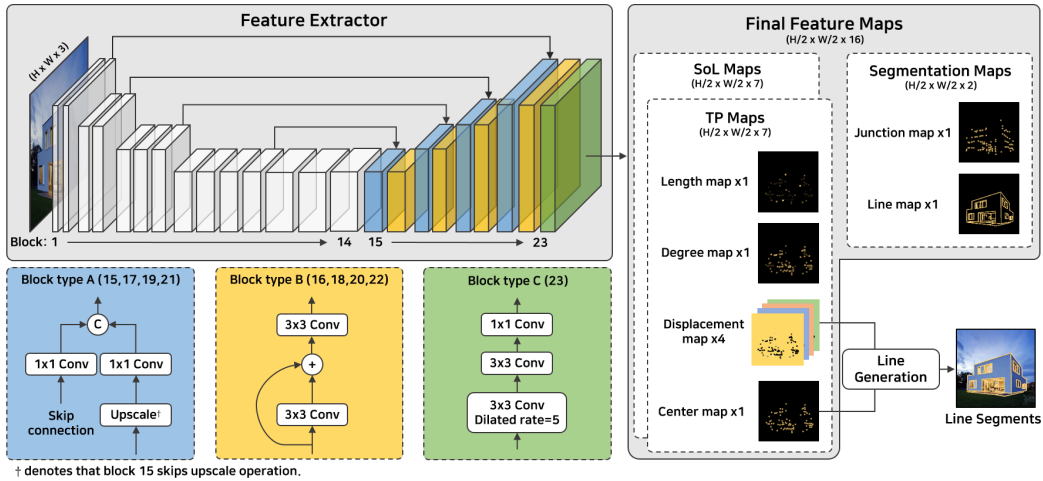 Feature Extractor
(H x W x 3)
Block: 1
14
15
23
Block type A (15,17,19,21)
C
1x1 Conv
1x1 Conv
Skip
connection
Upscale†
Block type B (16,18,20,22)
3x3 Conv
+
3x3 Conv
Block type C (23)
1x1 Conv
3x3 Conv
3x3 Conv
Dilated rate=5
† denotes that block 15 skips upscale operation.
Final Feature Maps
(H/2 x W/2 x 16)
SoL Maps
(H/2 x W/2 x 7)
TP Maps
(H/2 x W/2 x 7)
Length map x1
Degree map x1
Displacement
map x4
Center map x1
Segmentation Maps
(H/2 x W/2 x 2)
Junction map x1
Line map x1
Line
Generation
Line Segments